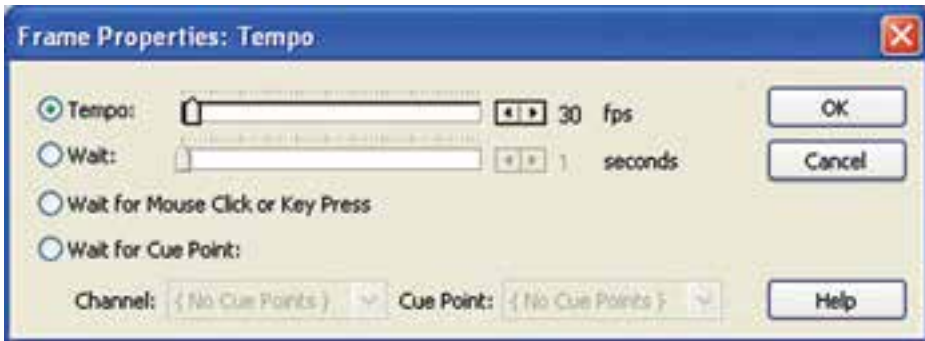 Frame Properties: Tempo
Tempo: 30 fps OK
Wait: 1 seconds Cancel
Wait for Mouse Click or Key Press
Wait for Cue Point:
Channel: { No Cue Points } Cue Point: { No Cue Points } Help